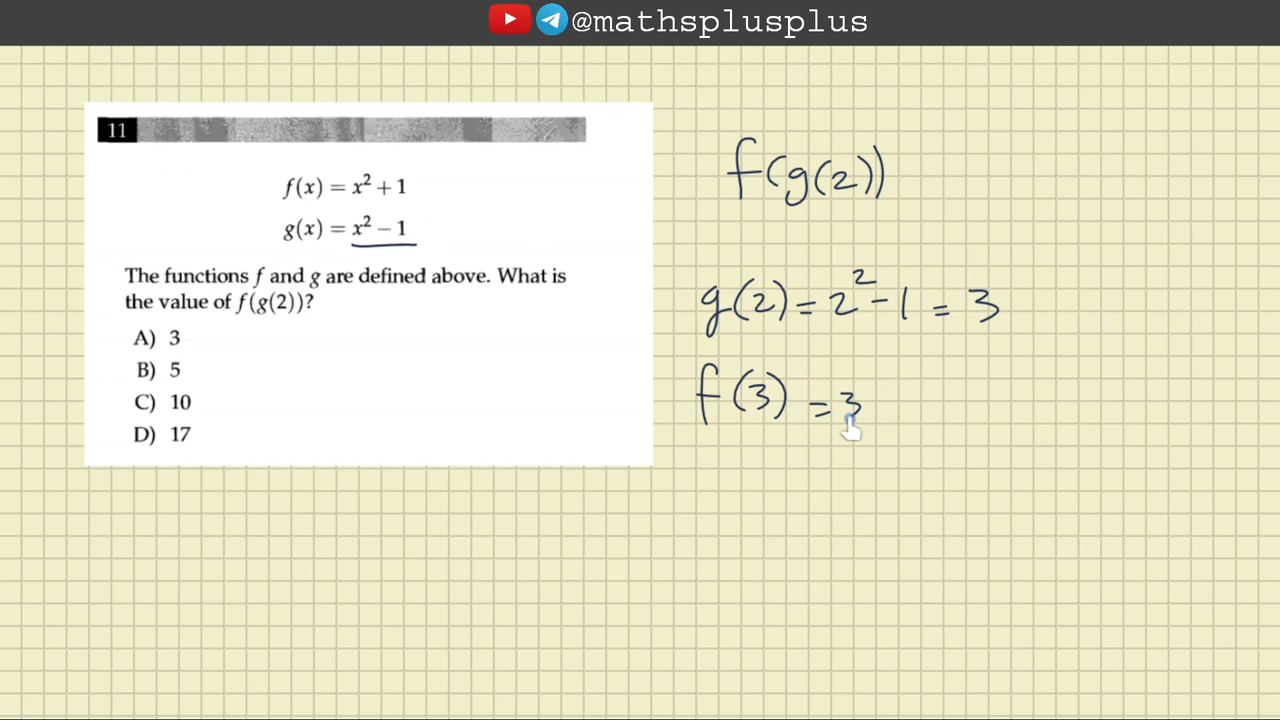 @mathsplusplus
11
f(x) = x² + 1
g(x) = x² − 1
The functions f and g are defined above. What is
the value of f(g(2))?
A) 3
B) 5
C) 10
D) 17
f(g(2))
g(2) = 2² - 1 = 3
f(3) = 3